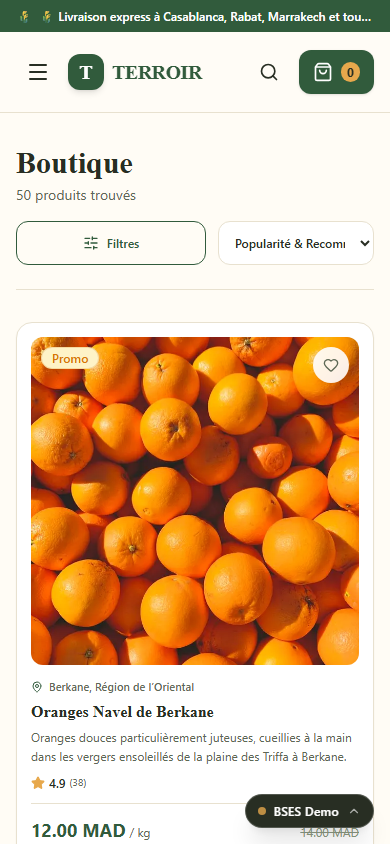 Livraison express à Casablanca, Rabat, Marrakech et tou...
T TERROIR
0
Boutique
50 produits trouvés
Filtres
Popularité & Recom
Promo
Berkane, Région de l'Oriental
Oranges Navel de Berkane
Oranges douces particulièrement juteuses, cueillies à la main
dans les vergers ensoleillés de la plaine des Triffa à Berkane.
4.9 (38)
BSES Demo
12.00 MAD / kg
14.00 MAD